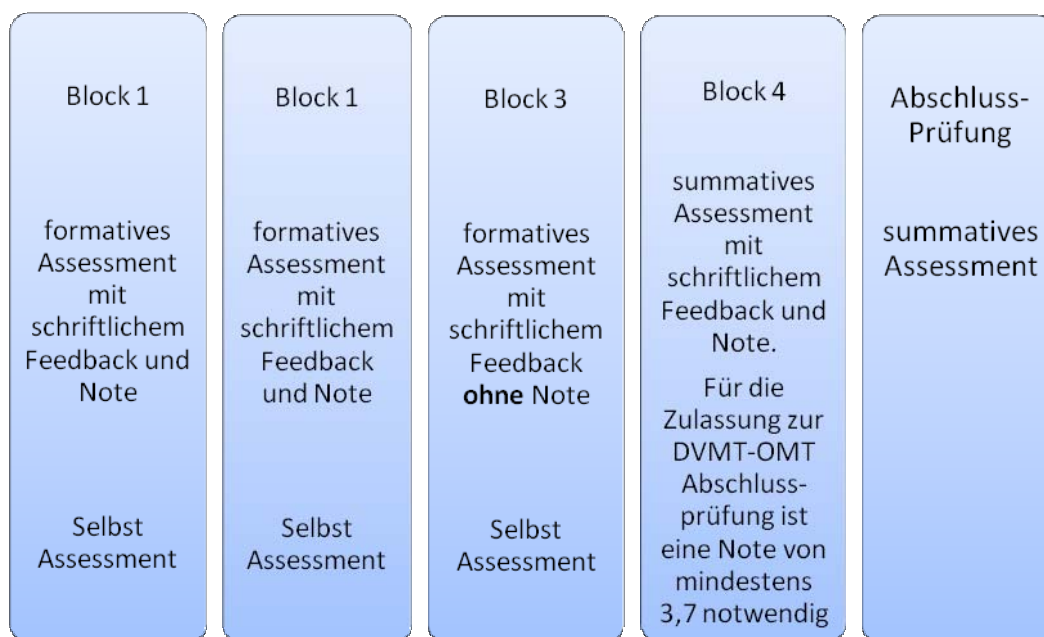 Block 1
formatives
Assessment
mit
schriftlichem
Feedback und
Note
Selbst
Assessment
Block 1
formatives
Assessment
mit
schriftlichem
Feedback
und Note
Selbst
Assessment
Block 3
formatives
Assessment
mit
schriftlichem
Feedback
ohne Note
Selbst
Assessment
Block 4
summatives
Assessment
mit
schriftlichem
Feedback und
Note.
Für die
Zulassung zur
DVMT-OMT
Abschluss-
prüfung ist
eine Note von
mindestens
3,7 notwendig
Abschluss-
Prüfung
summatives
Assessment